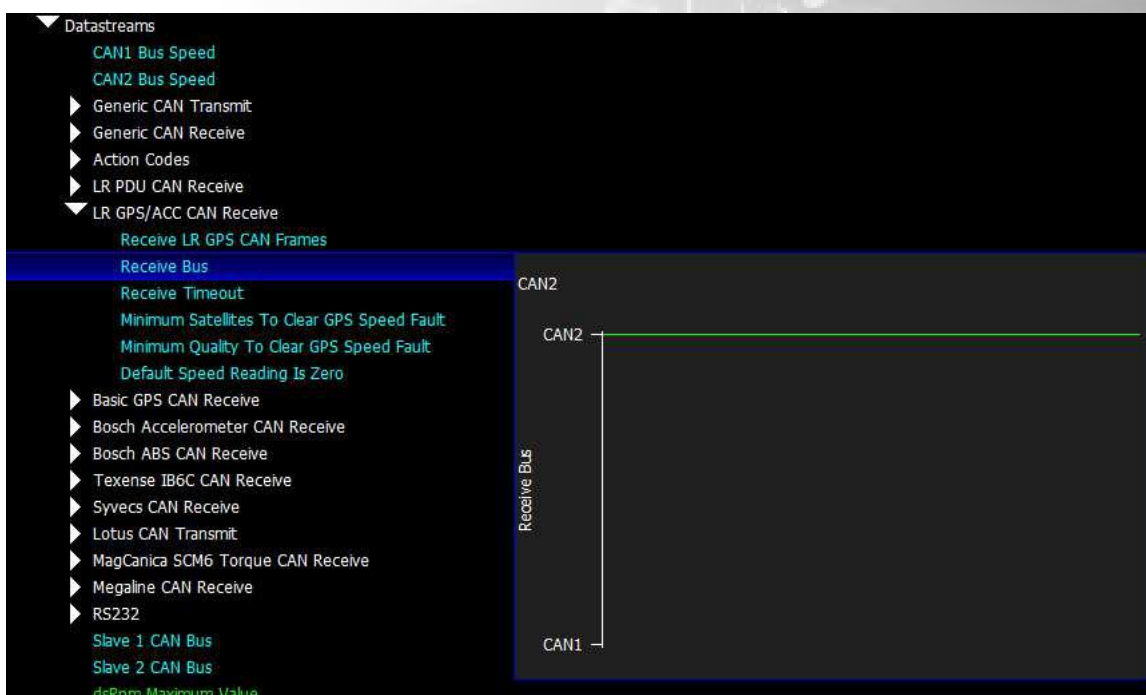 Datastreams
CAN1 Bus Speed
CAN2 Bus Speed
Generic CAN Transmit
Generic CAN Receive
Action Codes
LR PDU CAN Receive
LR GPS/ACC CAN Receive
Receive LR GPS CAN Frames
Receive Bus
Receive Timeout
Minimum Satellites To Clear GPS Speed Fault
Minimum Quality To Clear GPS Speed Fault
Default Speed Reading Is Zero
Basic GPS CAN Receive
Bosch Accelerometer CAN Receive
Bosch ABS CAN Receive
Texense IB6C CAN Receive
Syvecs CAN Receive
Lotus CAN Transmit
MagCanica SCM6 Torque CAN Receive
Megaline CAN Receive
RS232
Slave 1 CAN Bus
Slave 2 CAN Bus
dsRpm Maximum Value
CAN2
CAN2
Receive Bus
CAN1